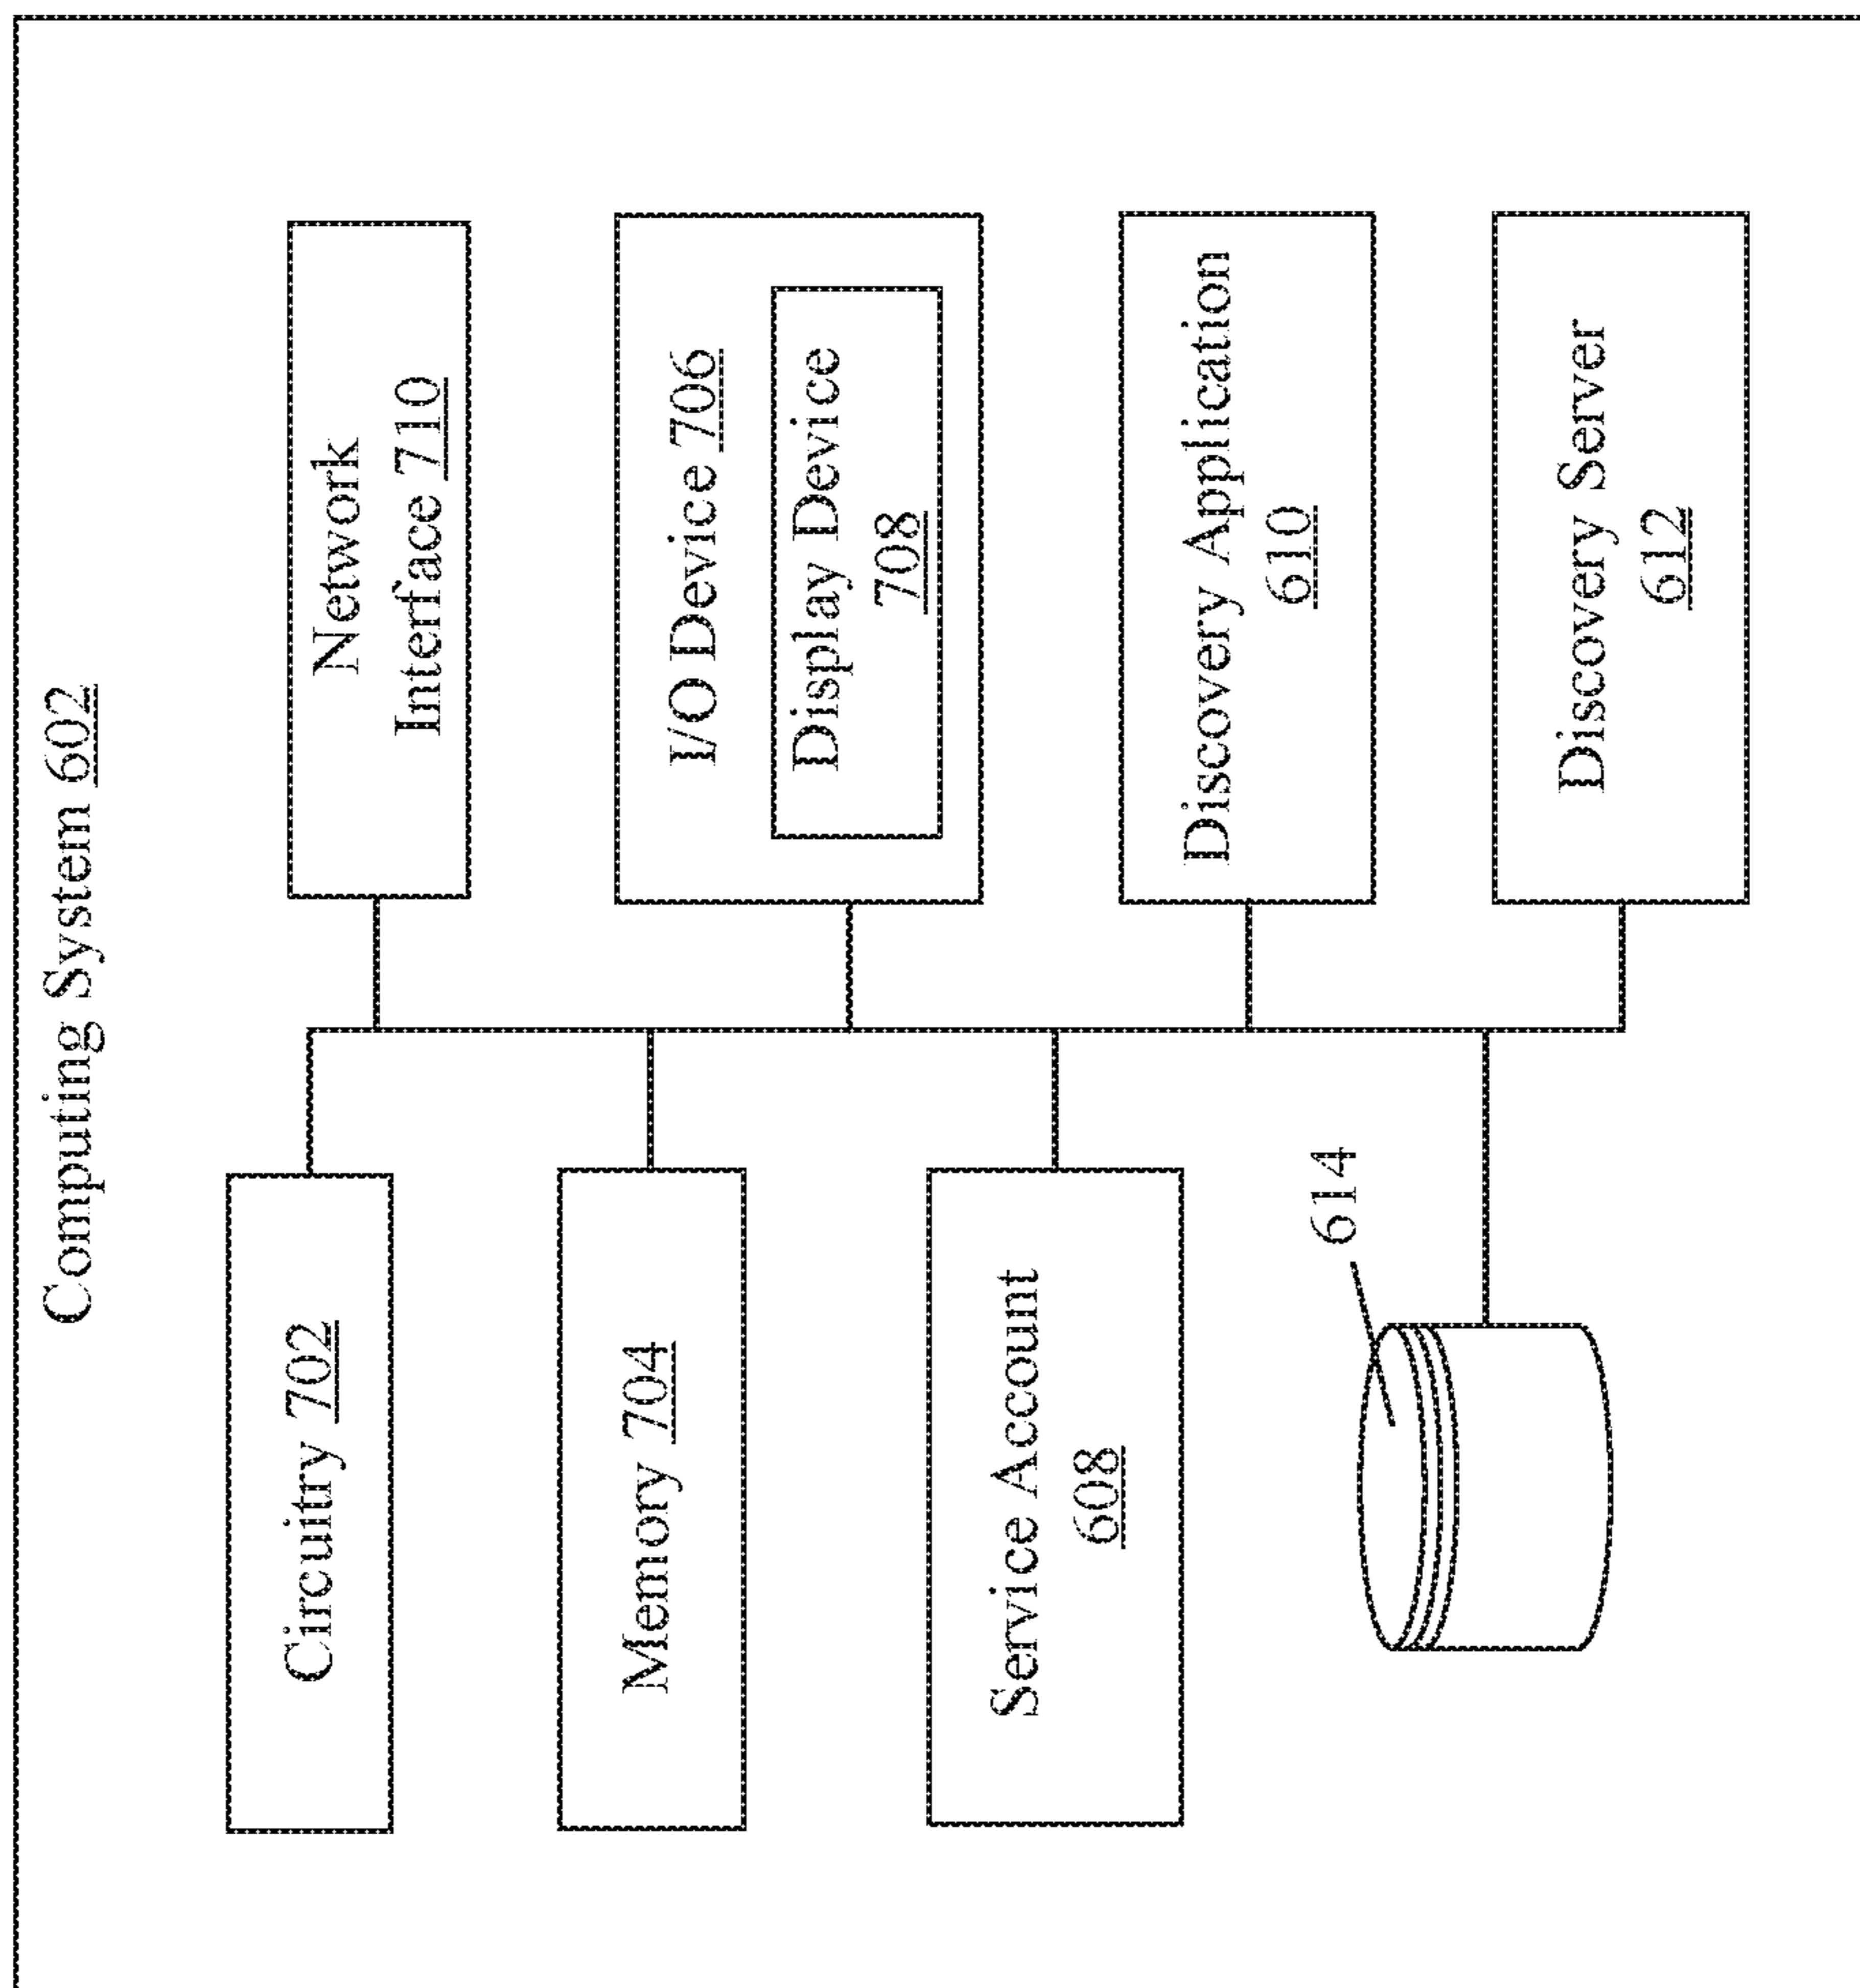 Computing System 602
Circuitry 702
Memory 704
Service Account
608
614
Network
Interface 710
I/O Device 706
Display Device
708
Discovery Application
610
Discovery Server
612